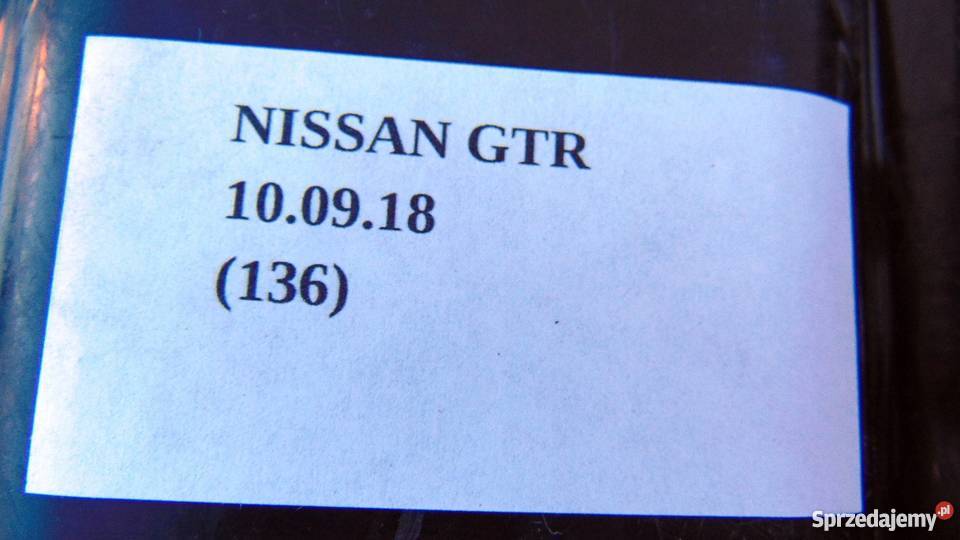 NISSAN GTR
10.09.18
(136)
Sprzedajemy.pl